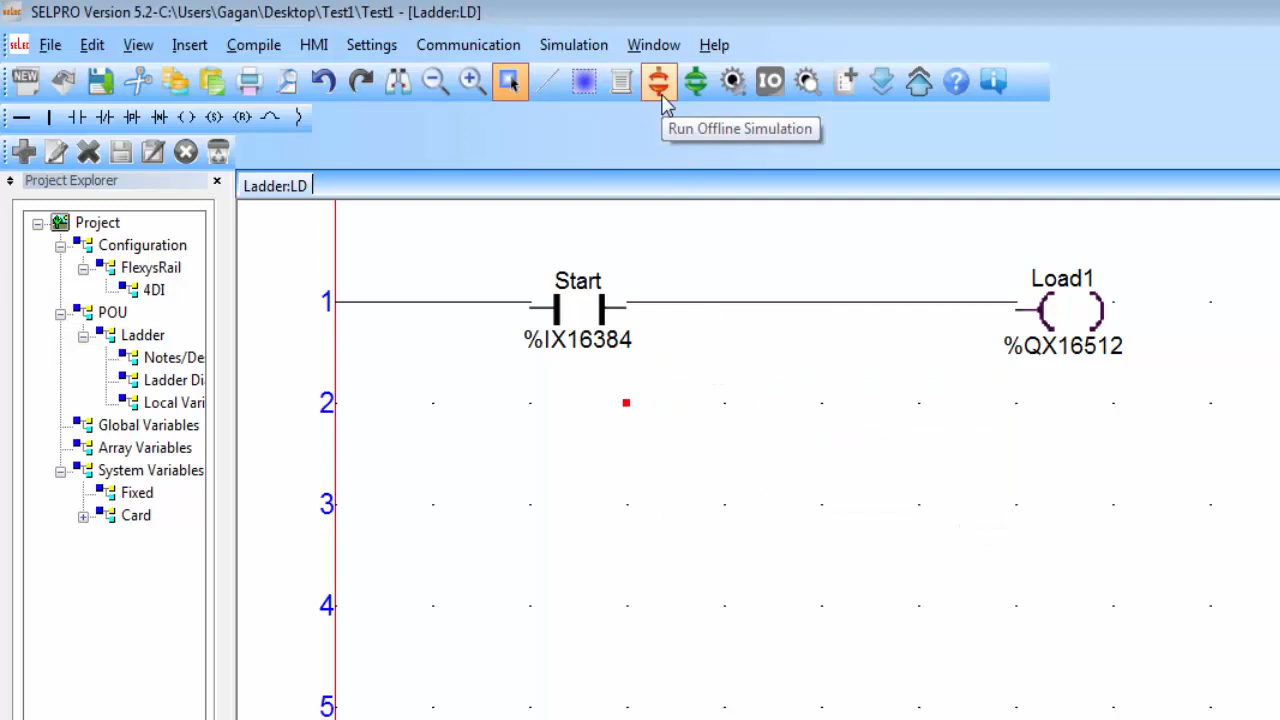 SELPRO Version 5.2-C:\Users\Gagan\Desktop\Test1\Test1 - [Ladder:LD]
selec File Edit View Insert Compile HMI Settings Communication Simulation Window Help
NEW IO
(S) (R)
Run Offline Simulation
Project Explorer
Ladder:LD
Project
Configuration
FlexysRail
4DI
POU
Ladder
Notes/De
Ladder Di
Local Vari
Global Variables
Array Variables
System Variables
Fixed
Card
Start
Load1
1
%IX16384
%QX16512
2
3
4
5